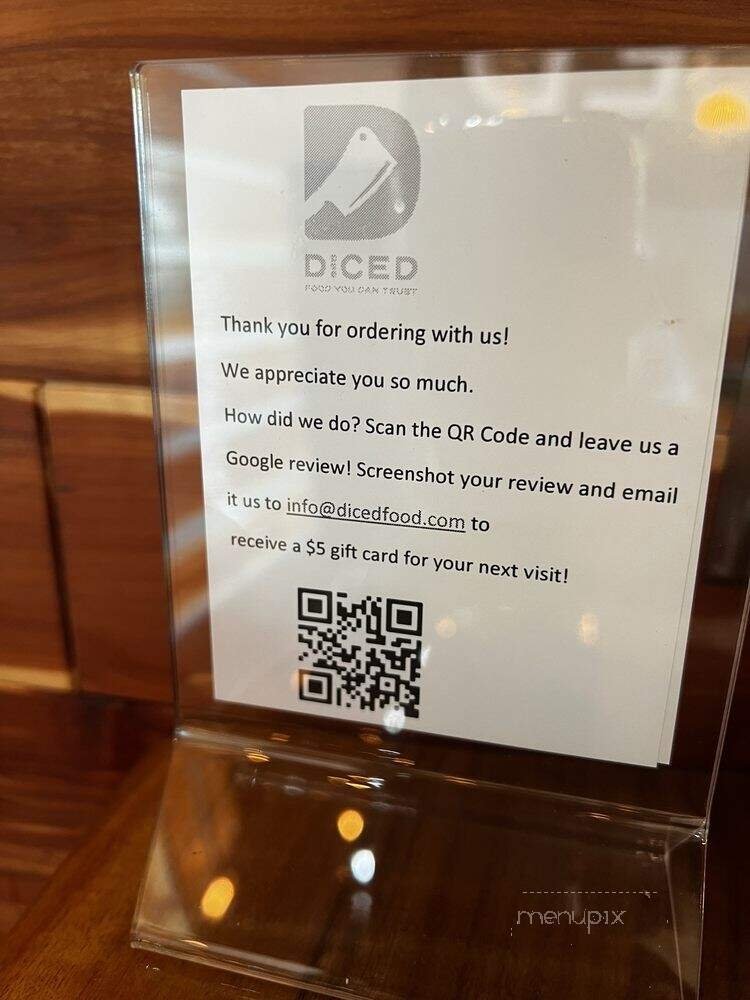 DICED
FOOD YOU CAN TRUST
Thank you for ordering with us!
We appreciate you so much.
How did we do? Scan the QR Code and leave us a
Google review! Screenshot your review and email
it us to info@dicedfood.com to
receive a $5 gift card for your next visit!
menupix